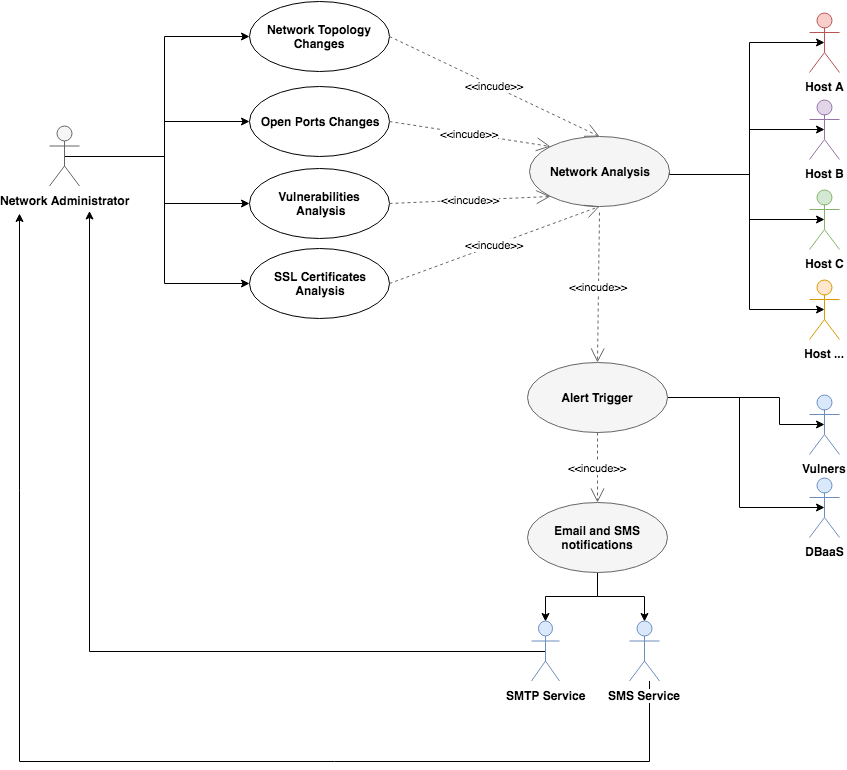 Network Topology
Changes
<<incude>>
Host A
Open Ports Changes
<<incude>>
Network Analysis
Host B
Network Administrator
Vulnerabilities
Analysis
<<incude>>
Host C
SSL Certificates
Analysis
<<incude>>
<<incude>>
Host ...
Alert Trigger
Vulners
<<incude>>
Email and SMS
notifications
DBaaS
SMTP Service
SMS Service